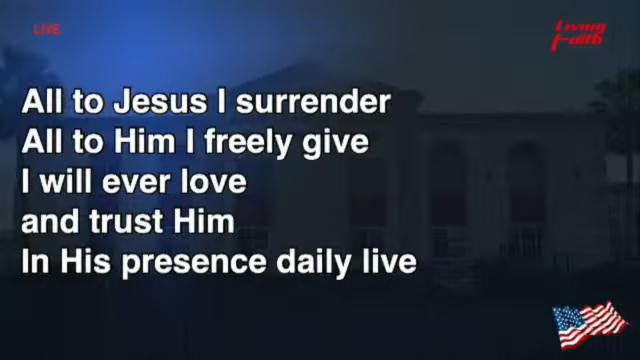 LIVE
Living
Faith
All to Jesus I surrender
All to Him I freely give
I will ever love
and trust Him
In His presence daily live